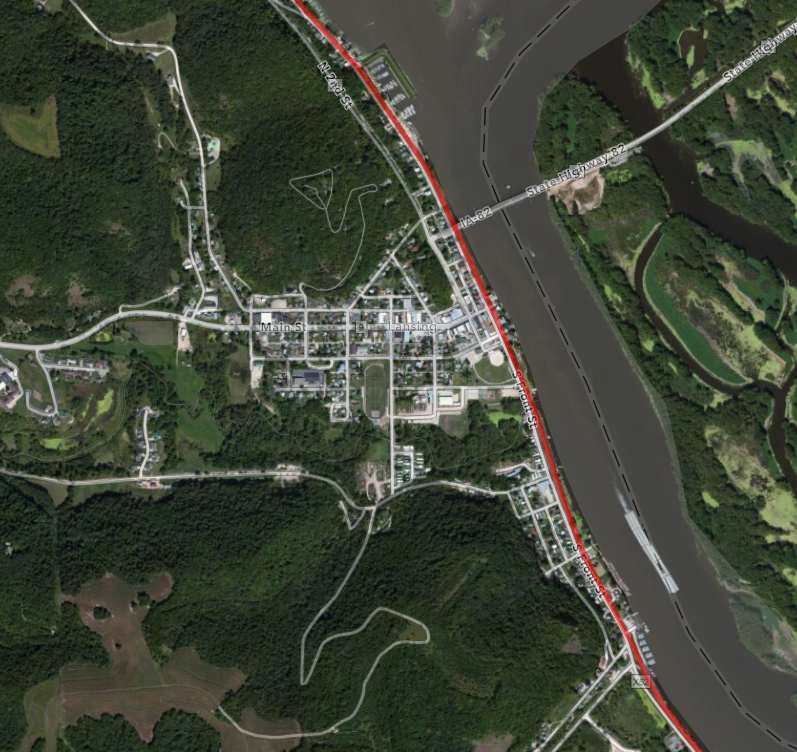 State Highway
N 2nd St
State Highway 82
IA-82
Main St
Lansing
S Front St
S Front St
X52